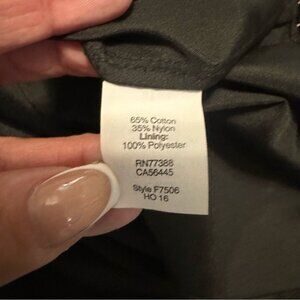 65% Cotton
35% Nylon
Lining:
100% Polyester
RN77388
CA56445
Style F7506
HO 16